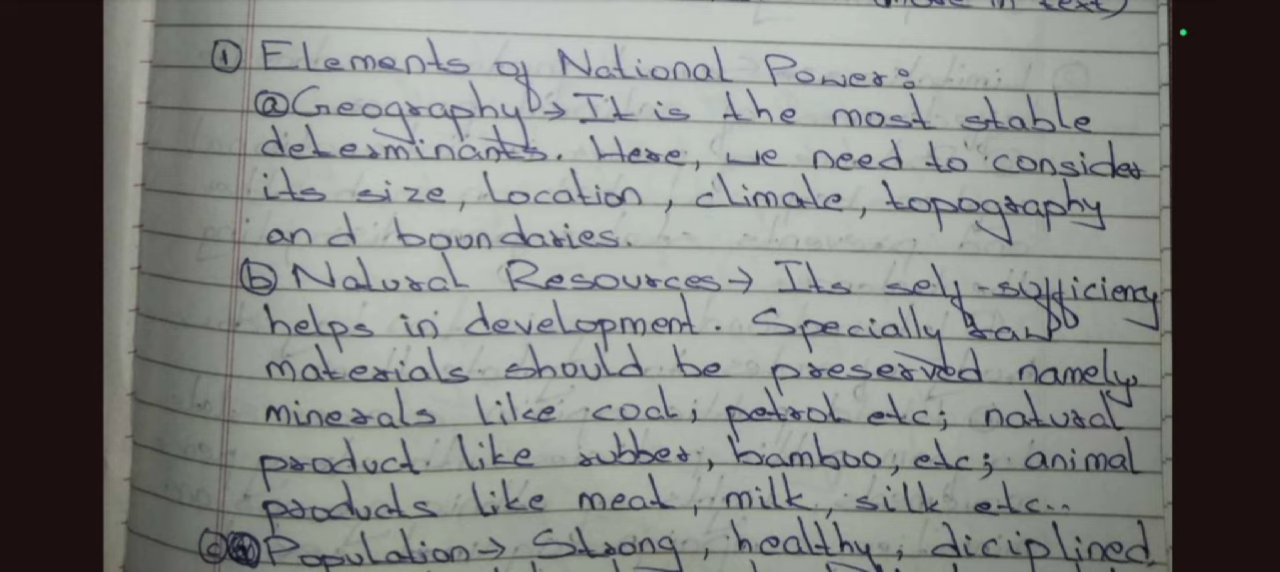 in text)
① Elements of National Power:
ⓐ Geography → It is the most stable
determinants. Here, we need to consider
its size, location, climate, topography
and boundaries.
ⓑ Natural Resources → Its self-sufficiency
helps in development. Specially raw
materials should be preserved namely,
minerals like coal, petrol etc; natural
product like rubber, bamboo, etc; animal
products like meat, milk, silk etc..
ⓒ Population → Strong, healthy, diciplined,